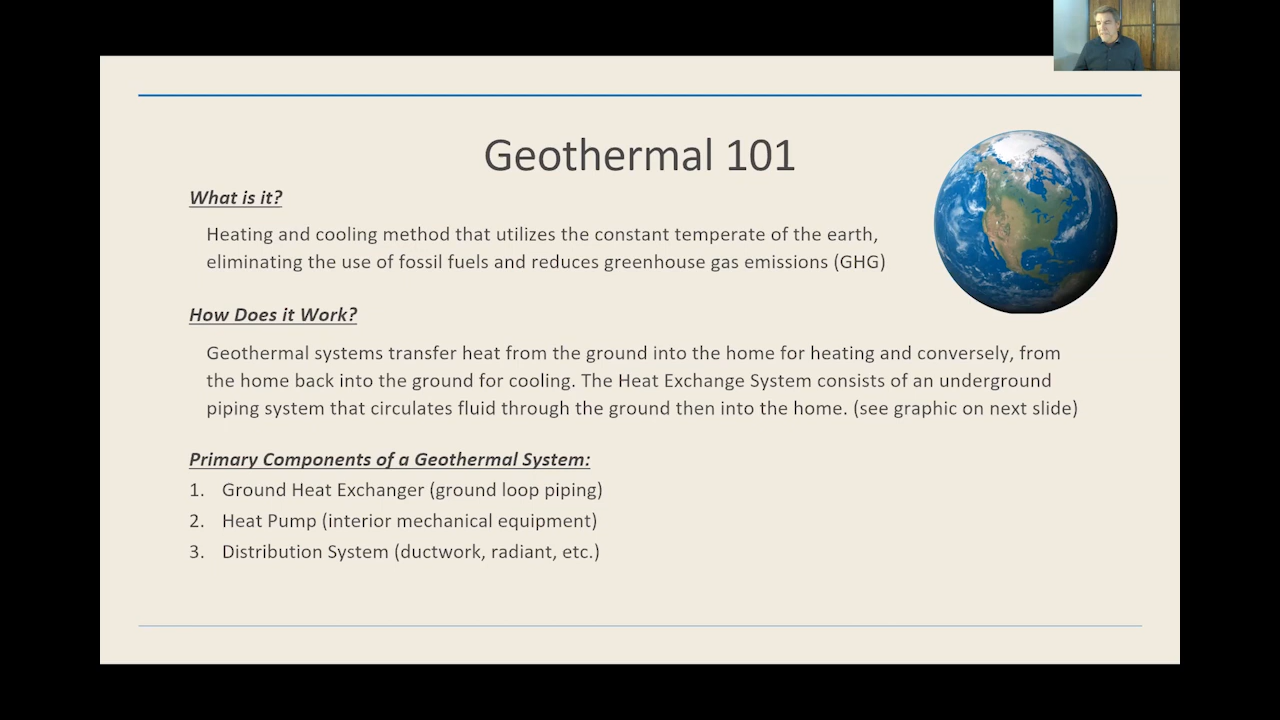 Geothermal 101
What is it?
Heating and cooling method that utilizes the constant temperate of the earth,
eliminating the use of fossil fuels and reduces greenhouse gas emissions (GHG)
How Does it Work?
Geothermal systems transfer heat from the ground into the home for heating and conversely, from
the home back into the ground for cooling. The Heat Exchange System consists of an underground
piping system that circulates fluid through the ground then into the home. (see graphic on next slide)
Primary Components of a Geothermal System:
1. Ground Heat Exchanger (ground loop piping)
2. Heat Pump (interior mechanical equipment)
3. Distribution System (ductwork, radiant, etc.)